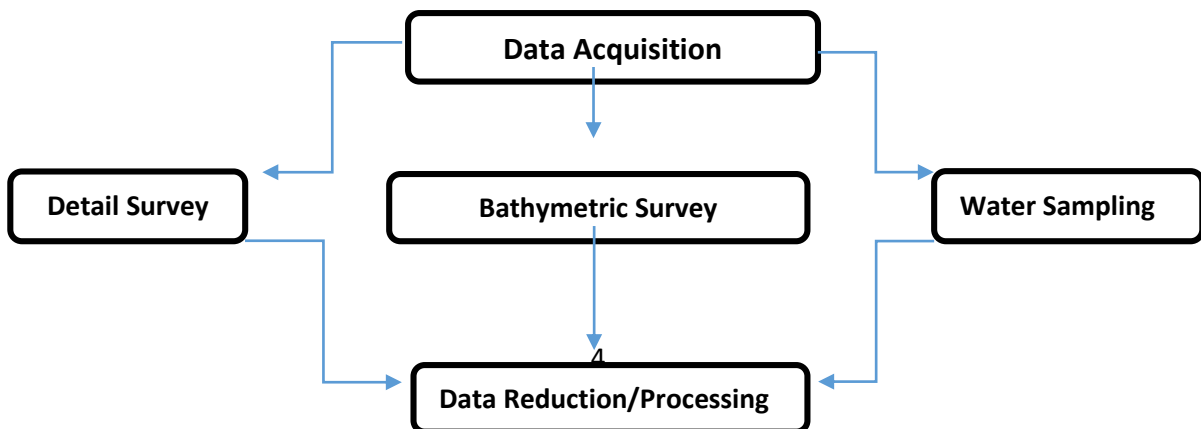 Data Acquisition
Detail Survey
Bathymetric Survey
Water Sampling
4
Data Reduction/Processing